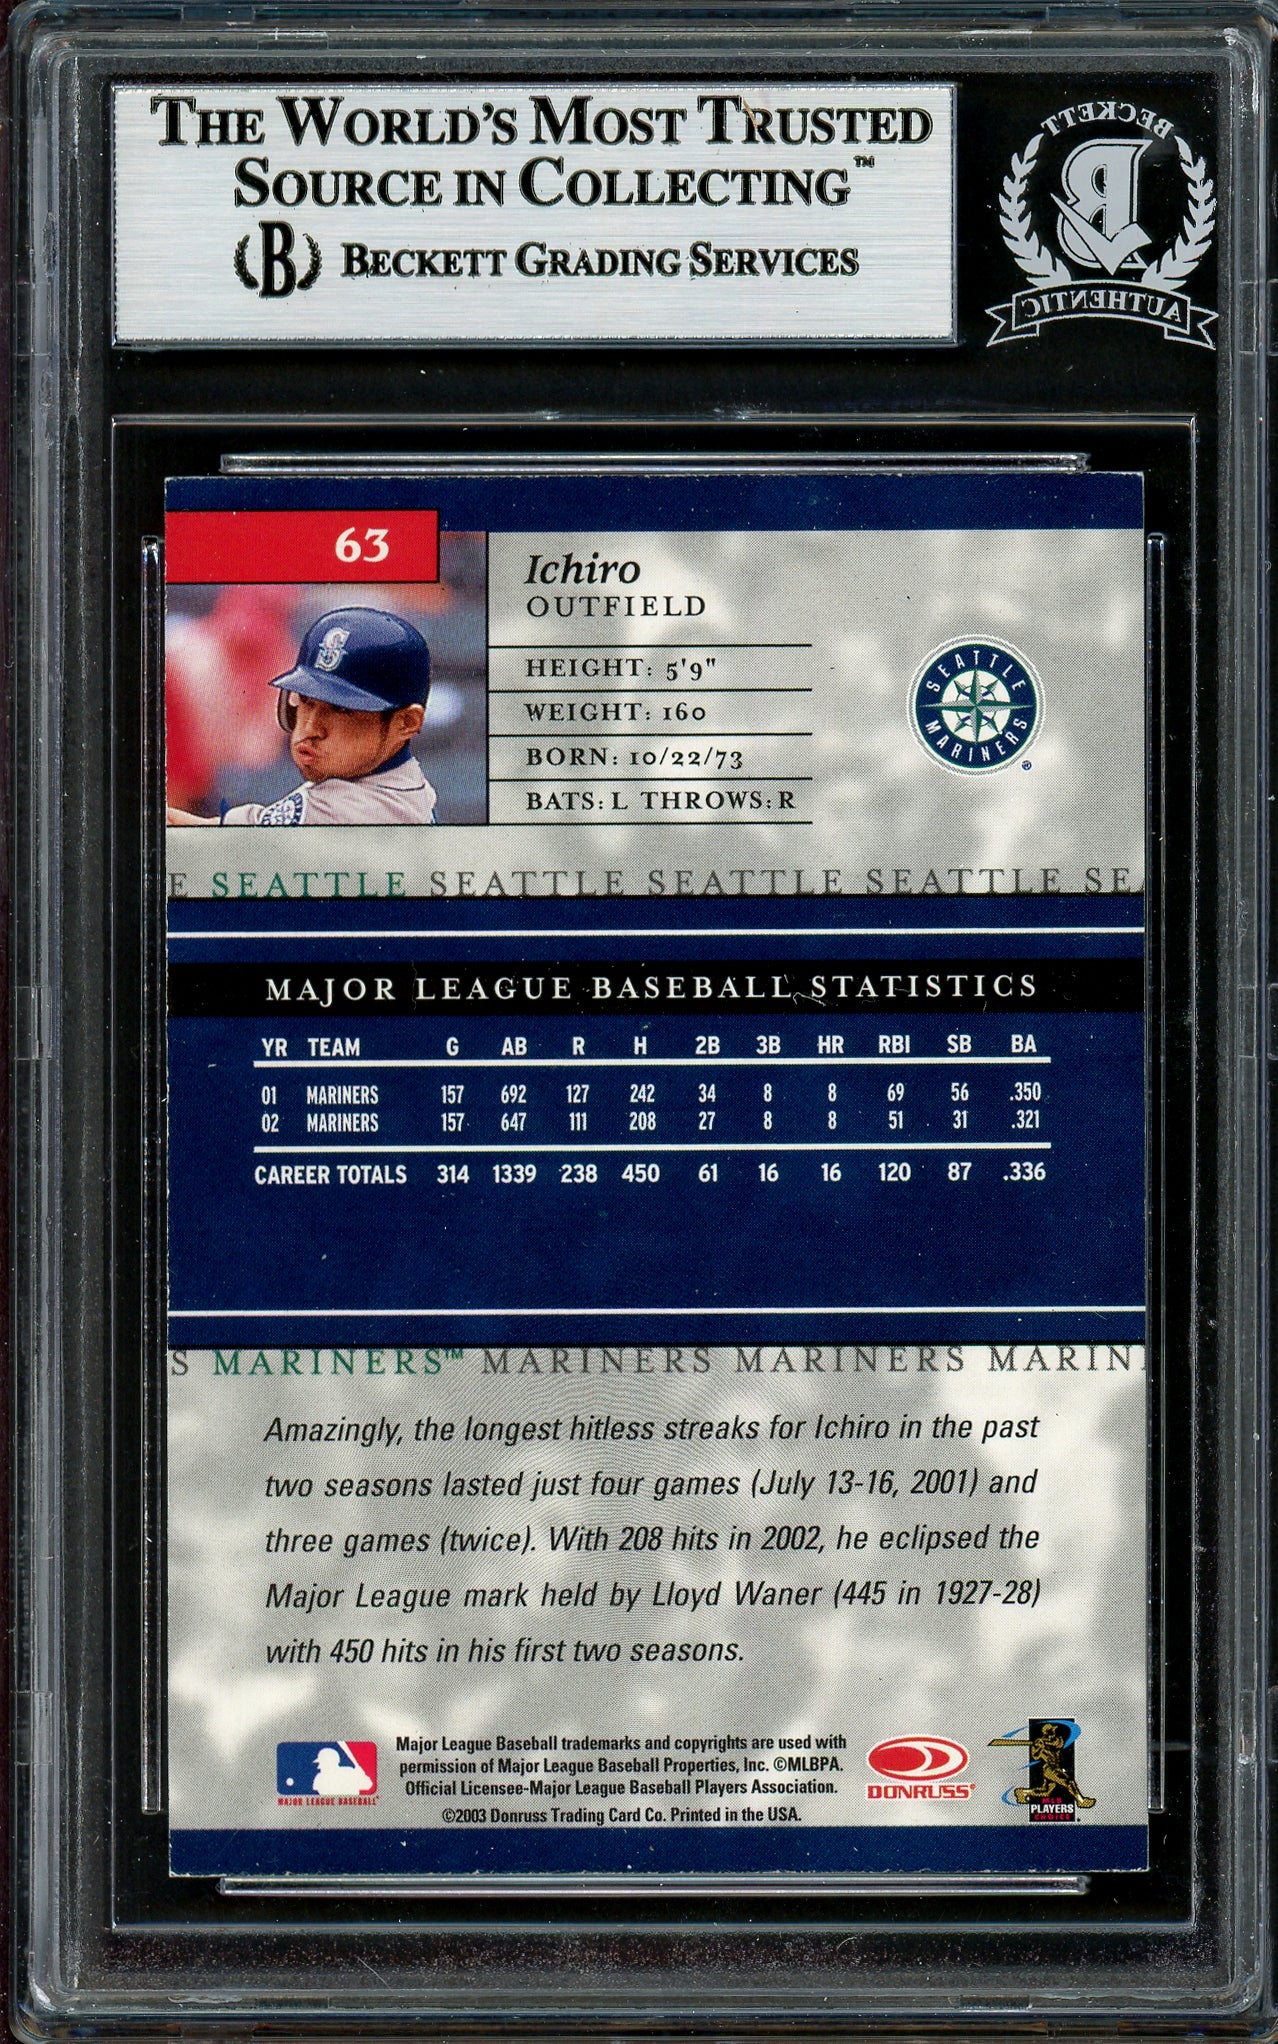 THE WORLD'S MOST TRUSTED
SOURCE IN COLLECTING™
B BECKETT GRADING SERVICES
BECKETT
B
AUTHENTIC
63
S
Ichiro
OUTFIELD
HEIGHT: 5'9"
WEIGHT: 160
BORN: 10/22/73
BATS: L THROWS: R
SEATTLE MARINERS ®
E SEATTLE SEATTLE SEATTLE SEATTLE SE
MAJOR LEAGUE BASEBALL STATISTICS
YR TEAM G AB R H 2B 3B HR RBI SB BA
01 MARINERS 157 692 127 242 34 8 8 69 56 .350
02 MARINERS 157 647 111 208 27 8 8 51 31 .321
CAREER TOTALS 314 1339 238 450 61 16 16 120 87 .336
S MARINERS™ MARINERS MARINERS MARIN
Amazingly, the longest hitless streaks for Ichiro in the past
two seasons lasted just four games (July 13-16, 2001) and
three games (twice). With 208 hits in 2002, he eclipsed the
Major League mark held by Lloyd Waner (445 in 1927-28)
with 450 hits in his first two seasons.
MAJOR LEAGUE BASEBALL
Major League Baseball trademarks and copyrights are used with
permission of Major League Baseball Properties, Inc. ©MLBPA.
Official Licensee-Major League Baseball Players Association.
©2003 Donruss Trading Card Co. Printed in the USA.
DONRUSS®
MLB
PLAYERS
CHOICE